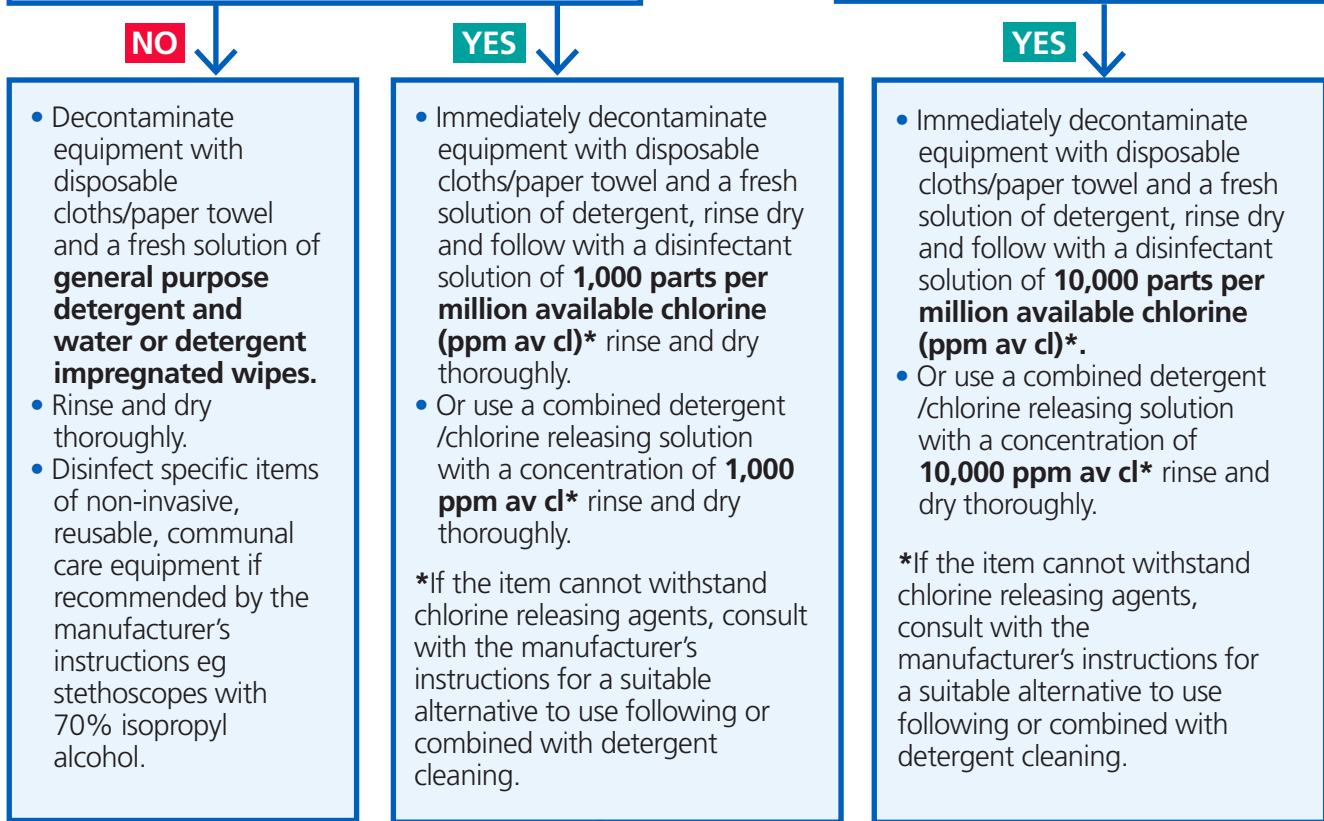 NO
• Decontaminate
equipment with
disposable
cloths/paper towel
and a fresh solution of
general purpose
detergent and
water or detergent
impregnated wipes.
• Rinse and dry
thoroughly.
• Disinfect specific items
of non-invasive,
reusable, communal
care equipment if
recommended by the
manufacturer’s
instructions eg
stethoscopes with
70% isopropyl
alcohol.
YES
• Immediately decontaminate
equipment with disposable
cloths/paper towel and a fresh
solution of detergent, rinse dry
and follow with a disinfectant
solution of 1,000 parts per
million available chlorine
(ppm av cl)* rinse and dry
thoroughly.
• Or use a combined detergent
/chlorine releasing solution
with a concentration of 1,000
ppm av cl* rinse and dry
thoroughly.
*If the item cannot withstand
chlorine releasing agents, consult
with the manufacturer’s
instructions for a suitable
alternative to use following or
combined with detergent
cleaning.
YES
• Immediately decontaminate
equipment with disposable
cloths/paper towel and a fresh
solution of detergent, rinse dry
and follow with a disinfectant
solution of 10,000 parts per
million available chlorine
(ppm av cl)*.
• Or use a combined detergent
/chlorine releasing solution
with a concentration of
10,000 ppm av cl* rinse and
dry thoroughly.
*If the item cannot withstand
chlorine releasing agents,
consult with the
manufacturer’s instructions for
a suitable alternative to use
following or combined with
detergent cleaning.